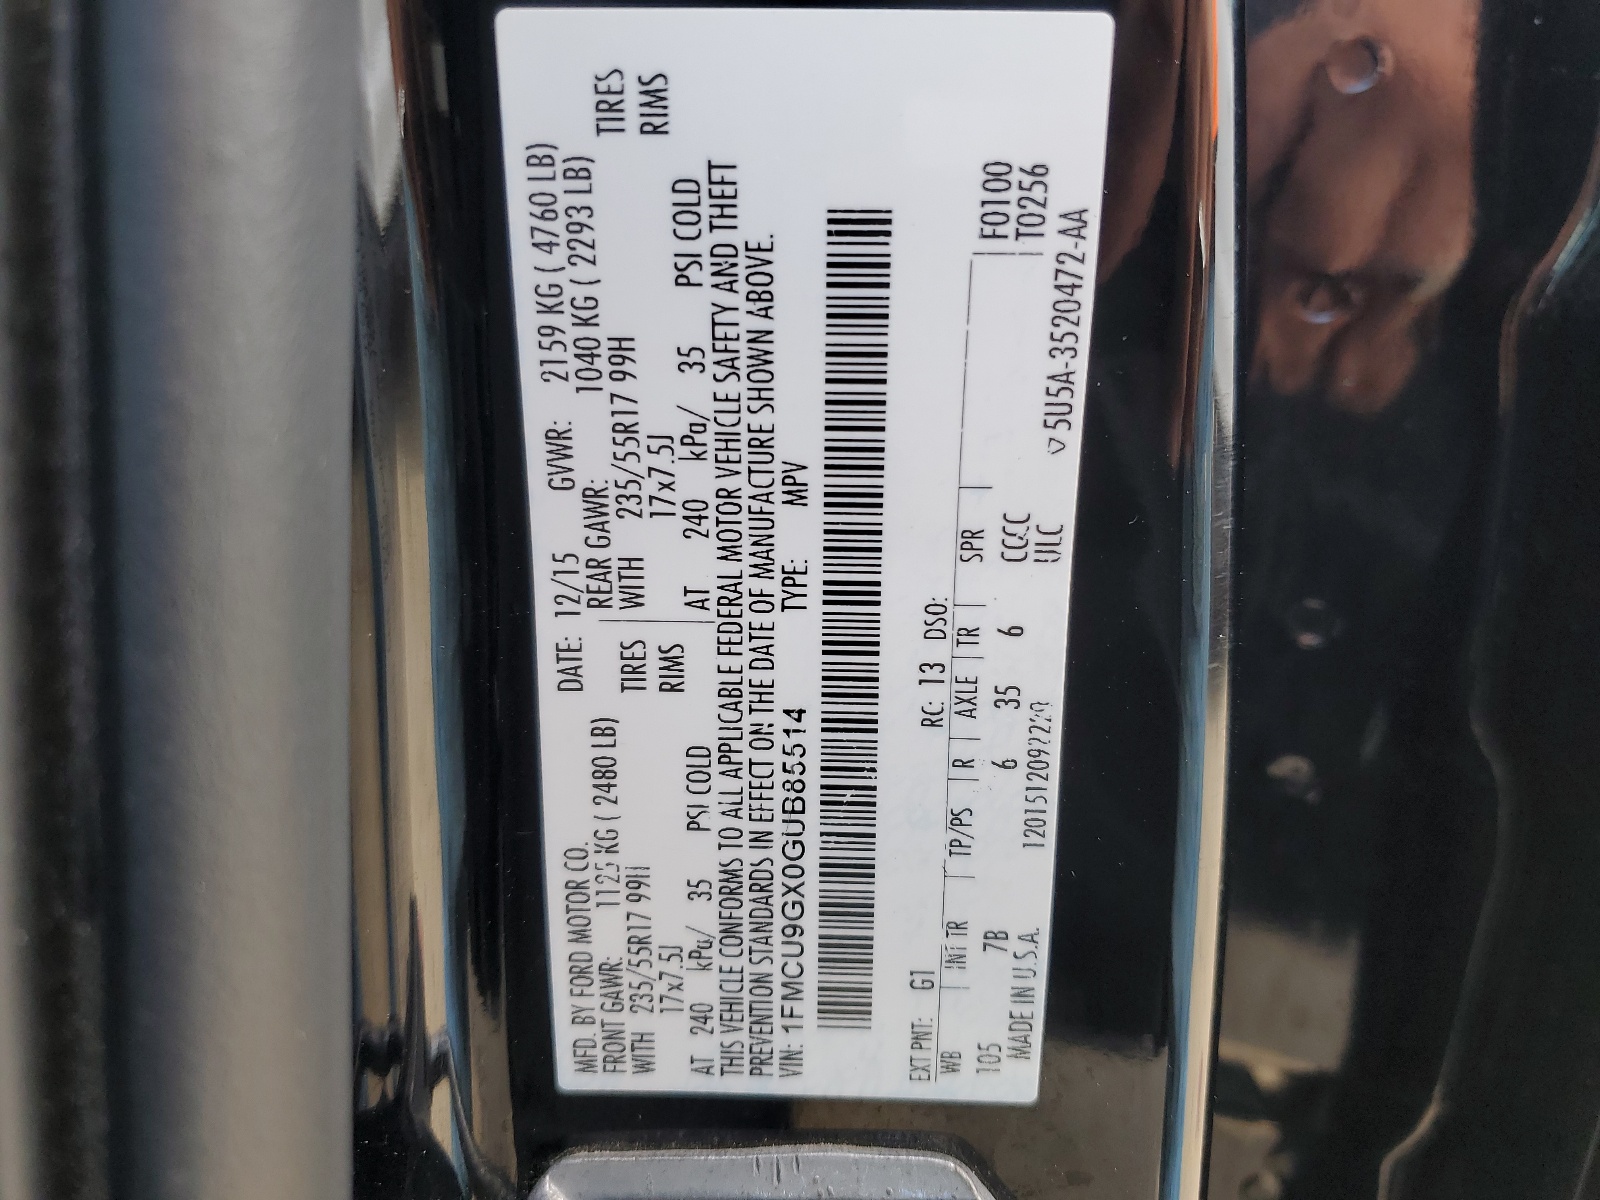 MFD. BY FORD MOTOR CO. DATE: 12/15 GVWR: 2159 KG ( 4760 LB)
FRONT GAWR: 1125 KG ( 2480 LB) REAR GAWR: 1040 KG ( 2293 LB)
WITH 235/55R17 99H TIRES WITH 235/55R17 99H TIRES
17x7.5J RIMS 17x7.5J RIMS
AT 240 kPa/ 35 PSI COLD AT 240 kPa/ 35 PSI COLD
THIS VEHICLE CONFORMS TO ALL APPLICABLE FEDERAL MOTOR VEHICLE SAFETY AND THEFT
PREVENTION STANDARDS IN EFFECT ON THE DATE OF MANUFACTURE SHOWN ABOVE.
VIN: 1FMCU9GX0GUB85514 TYPE: MPV
EXT PNT: G1 RC: 13 DSO: F0100
WB INT TR TP/PS R AXLE TR SPR T0256
105 7B 6 35 6
MADE IN U.S.A. ULC ▽5U5A-3520472-AA